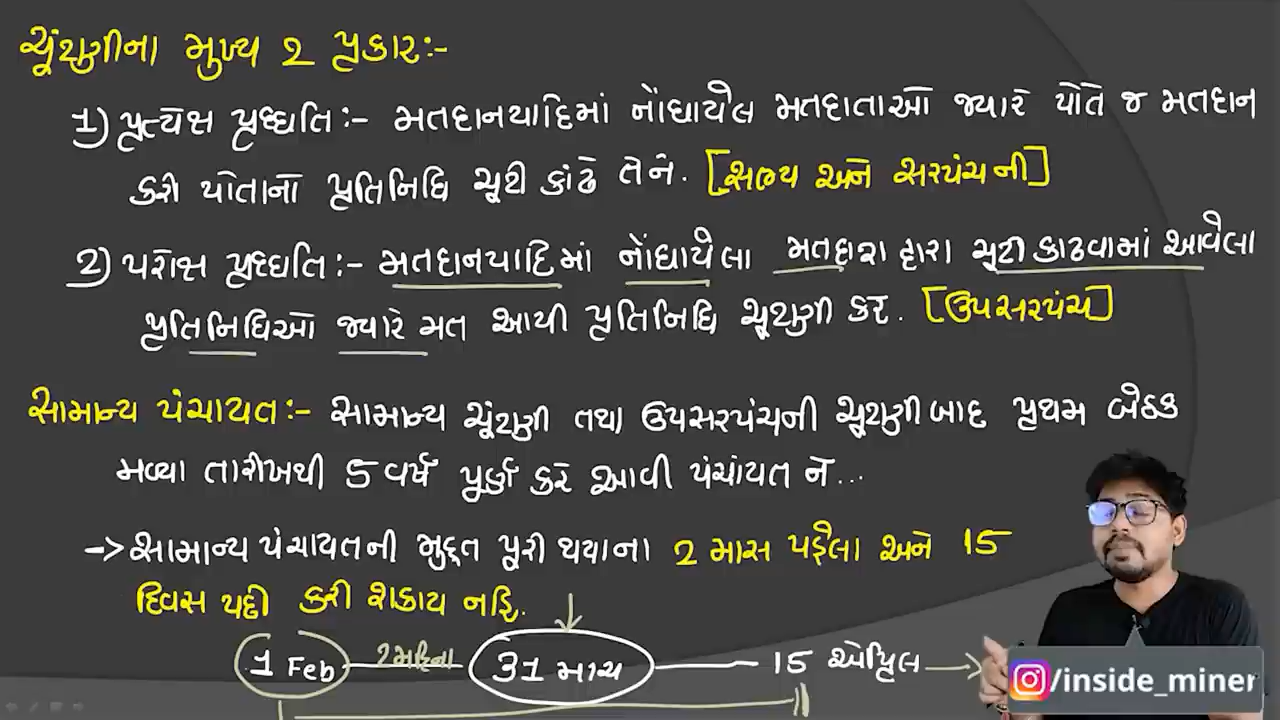 ચૂંટણીના મુખ્ય 2 પ્રકાર:-
1) પ્રત્યક્ષ પ્રધ્ધતિ:- મતદાનયાદિમાં નોંધાયેલ મતદાતાઓ જ્યારે પોતે જ મતદાન
કરી પોતાનો પ્રતિનિધિ ચૂંટી કાંઢે તેને. [સભ્ય અને સરપંચની]
2) પરોક્ષ પ્રધ્ધતિ:- મતદાનયાદિમાં નોંધાયેલા મતદારો દ્વારા ચૂંટી કાઢવામાં આવેલા
પ્રતિનિધિઓ જ્યારે મત આપી પ્રતિનિધિ ચૂંટણી કરે. [ઉપસરપંચ]
સામાન્ય પંચાયત:- સામાન્ય ચૂંટણી તથા ઉપસરપંચની ચૂંટણી બાદ પ્રથમ બેઠક
મળ્યા તારીખથી 5 વર્ષ પૂર્ણ કરે આવી પંચાંયત ને...
-> સામાન્ય પંચાયતની મુદ્દત પૂરી થયાના 2 માસ પહેલા અને 15
દિવસ પછી કરી શકાય નહિ.
1 Feb 2 મહિના 31 માર્ચ 15 એપ્રિલ
/inside_miner